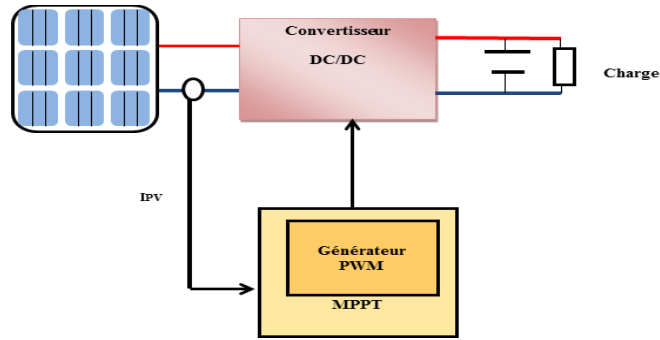 Convertisseur
DC/DC
Charge
IPV
Générateur
PWM
MPPT